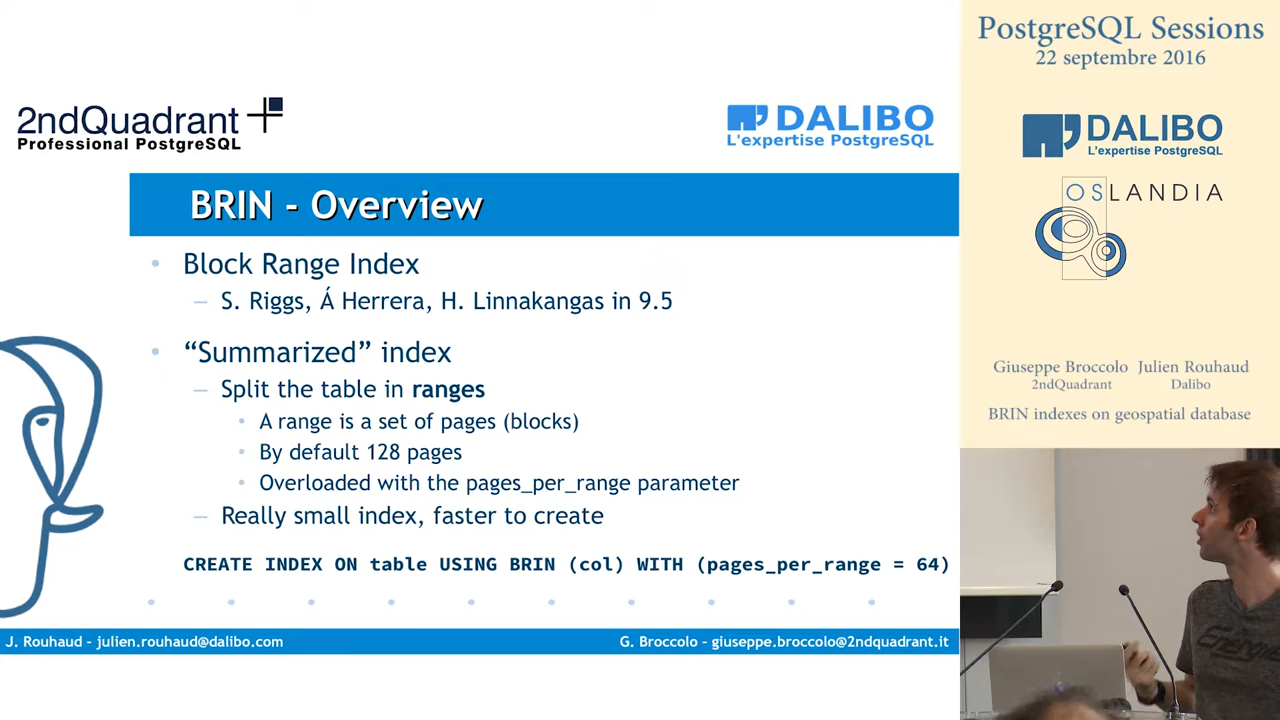 2ndQuadrant
Professional PostgreSQL
DALIBO
L'expertise PostgreSQL
BRIN - Overview
• Block Range Index
– S. Riggs, Á Herrera, H. Linnakangas in 9.5
• “Summarized” index
– Split the table in ranges
• A range is a set of pages (blocks)
• By default 128 pages
• Overloaded with the pages_per_range parameter
– Really small index, faster to create
CREATE INDEX ON table USING BRIN (col) WITH (pages_per_range = 64)
J. Rouhaud – julien.rouhaud@dalibo.com
G. Broccolo – giuseppe.broccolo@2ndquadrant.it
PostgreSQL Sessions
22 septembre 2016
DALIBO
L'expertise PostgreSQL
OSLANDIA
Giuseppe Broccolo Julien Rouhaud
2ndQuadrant Dalibo
BRIN indexes on geospatial database